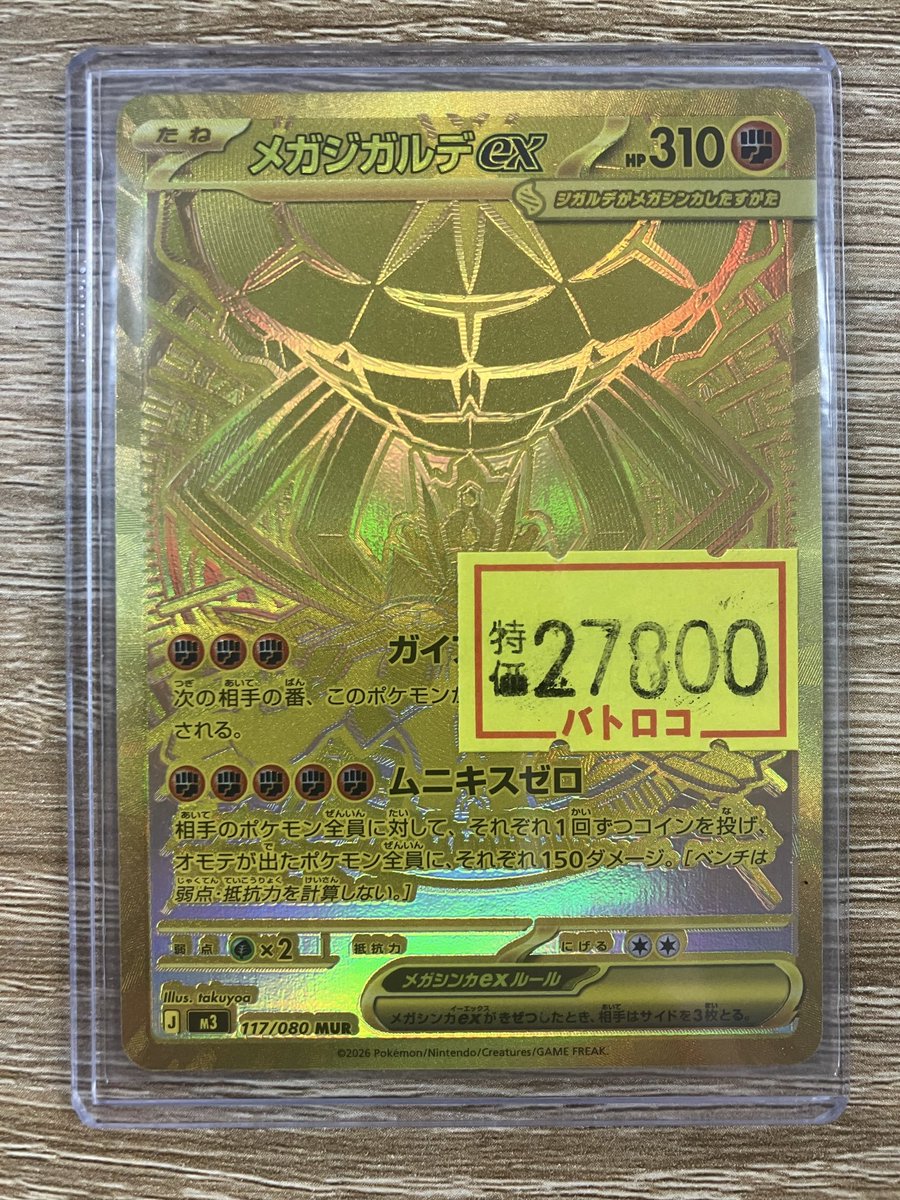 たね
メガジガルデex
HP 310
ジガルデがメガシンカしたすがた
ガイア
特価 27800
バトロコ
次の相手の番、このポケモンが
される。
ムニキスゼロ
相手のポケモン全員に対して、それぞれ1回ずつコインを投げ、
オモテが出たポケモン全員に、それぞれ150ダメージ。[ベンチは
弱点・抵抗力を計算しない。]
弱点 ×2 抵抗力 にげる
メガシンカexルール
メガシンカexがきぜつしたとき、相手はサイドを3枚とる。
Illus. takuyoa
J M3 117/080 MUR
©2026 Pokémon/Nintendo/Creatures/GAME FREAK.